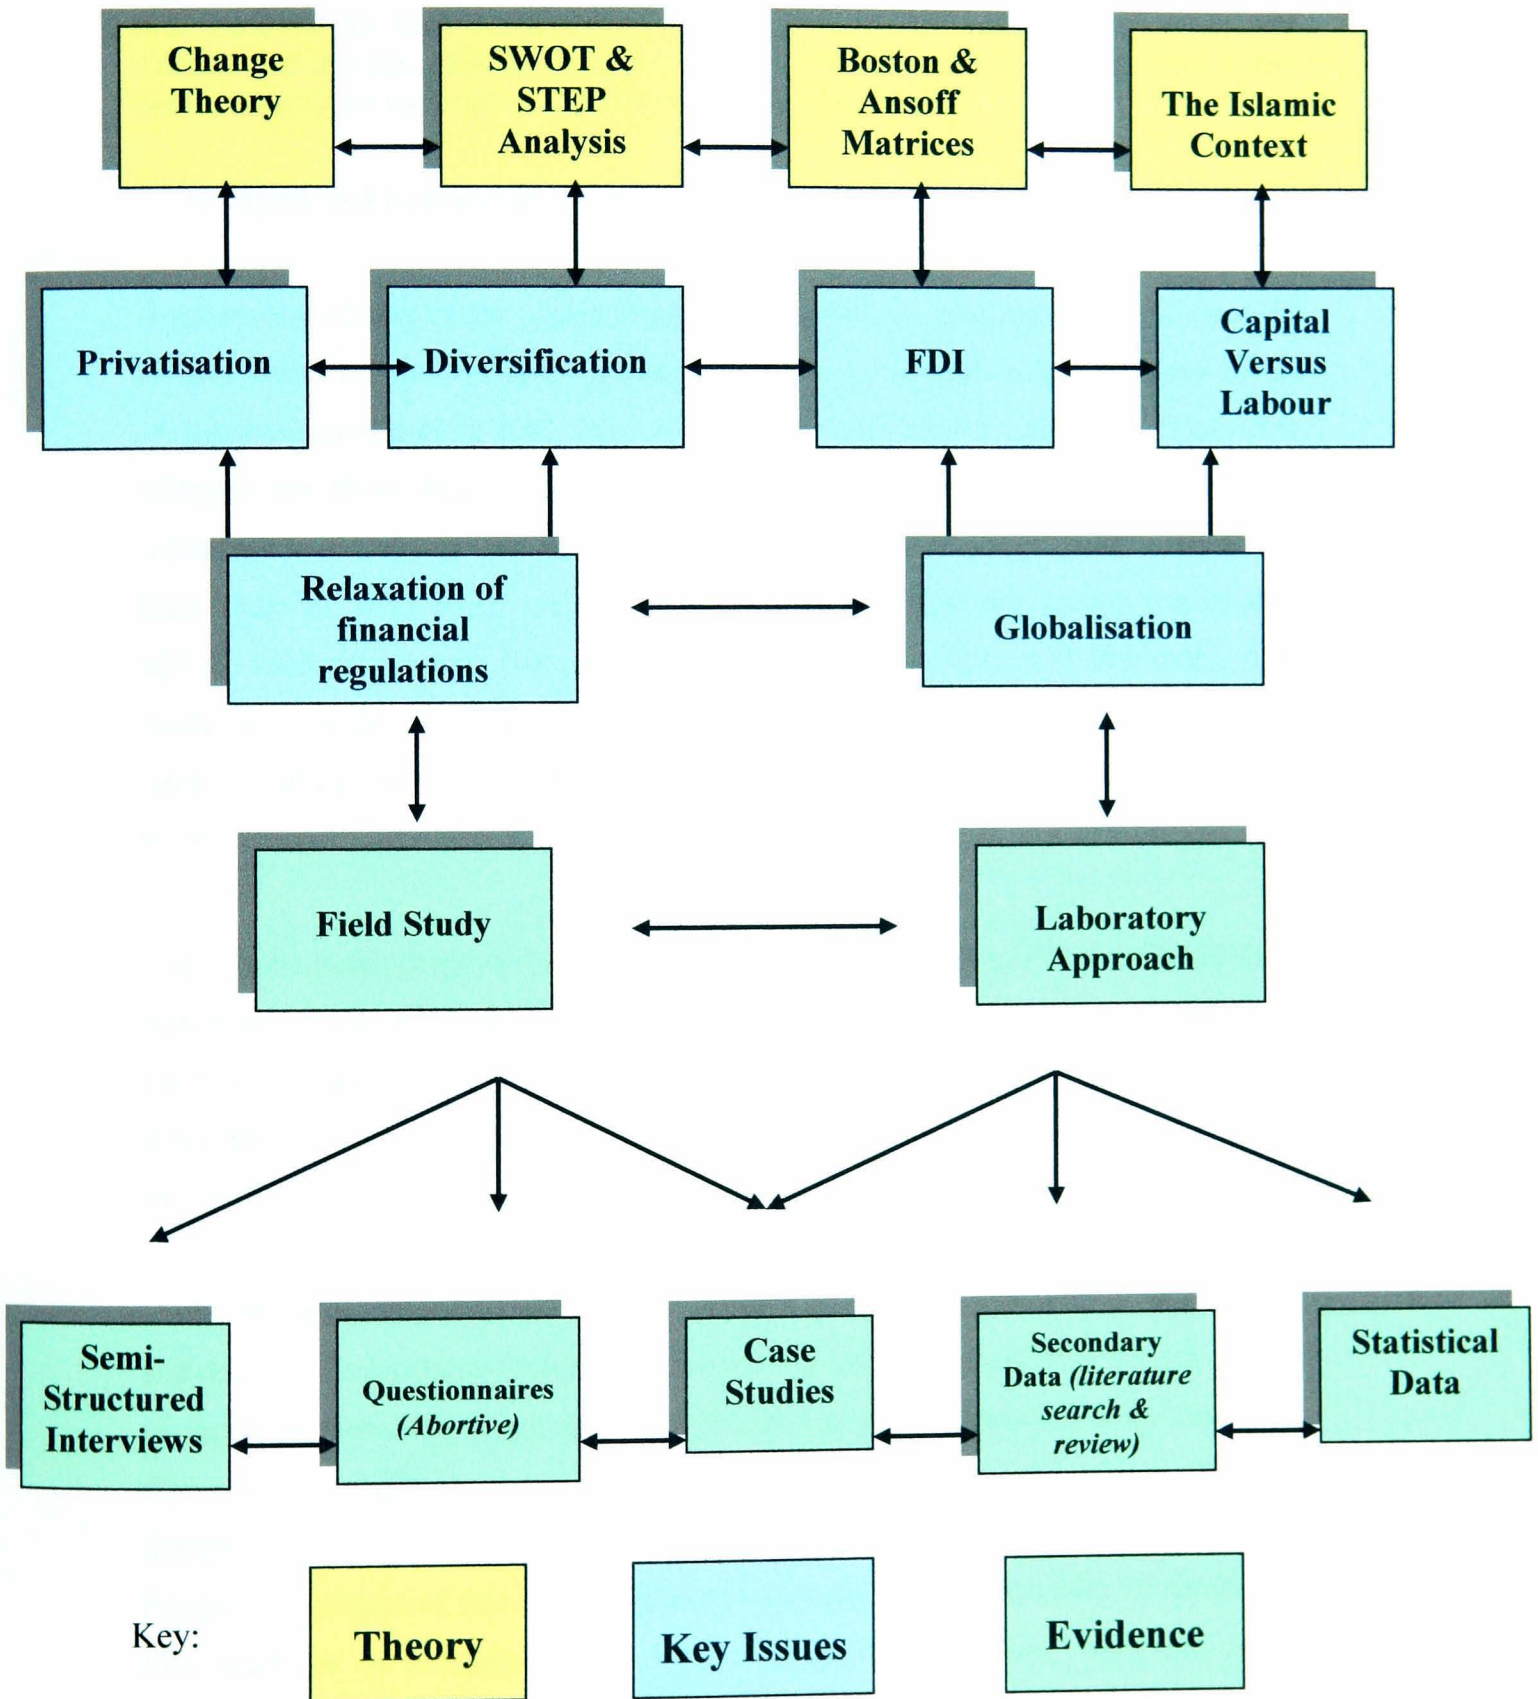 Change
Theory
SWOT &
STEP
Analysis
Boston &
Ansoff
Matrices
The Islamic
Context
Privatisation
Diversification
FDI
Capital
Versus
Labour
Relaxation of
financial
regulations
Globalisation
Field Study
Laboratory
Approach
Semi-
Structured
Interviews
Questionnaires
(Abortive)
Case
Studies
Secondary
Data (literature
search &
review)
Statistical
Data
Key:
Theory
Key Issues
Evidence